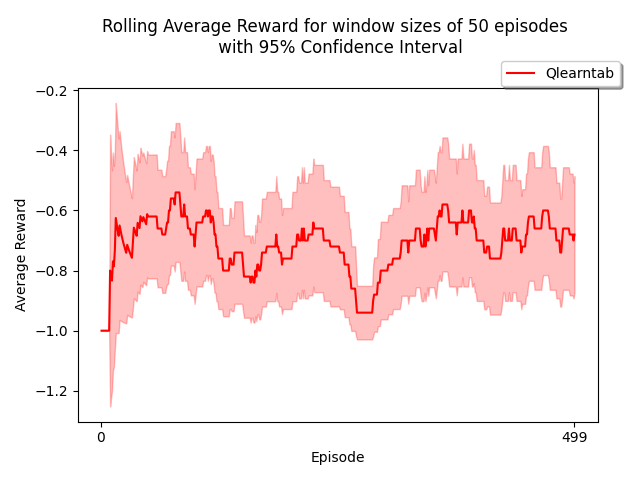 Rolling Average Reward for window sizes of 50 episodes
with 95% Confidence Interval
Qlearntab
−0.2
−0.4
−0.6
−0.8
−1.0
−1.2
Average Reward
0
499
Episode